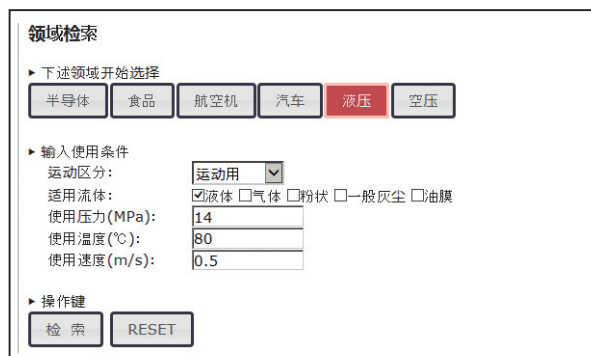 领域检索
▶ 下述领域开始选择
半导体 食品 航空机 汽车 液压 空压
▶ 输入使用条件
运动区分: 运动用
适用流体: ☑液体 □气体 □粉状 □一般灰尘 □油膜
使用压力(MPa): 14
使用温度(℃): 80
使用速度(m/s): 0.5
▶ 操作键
检 索 RESET